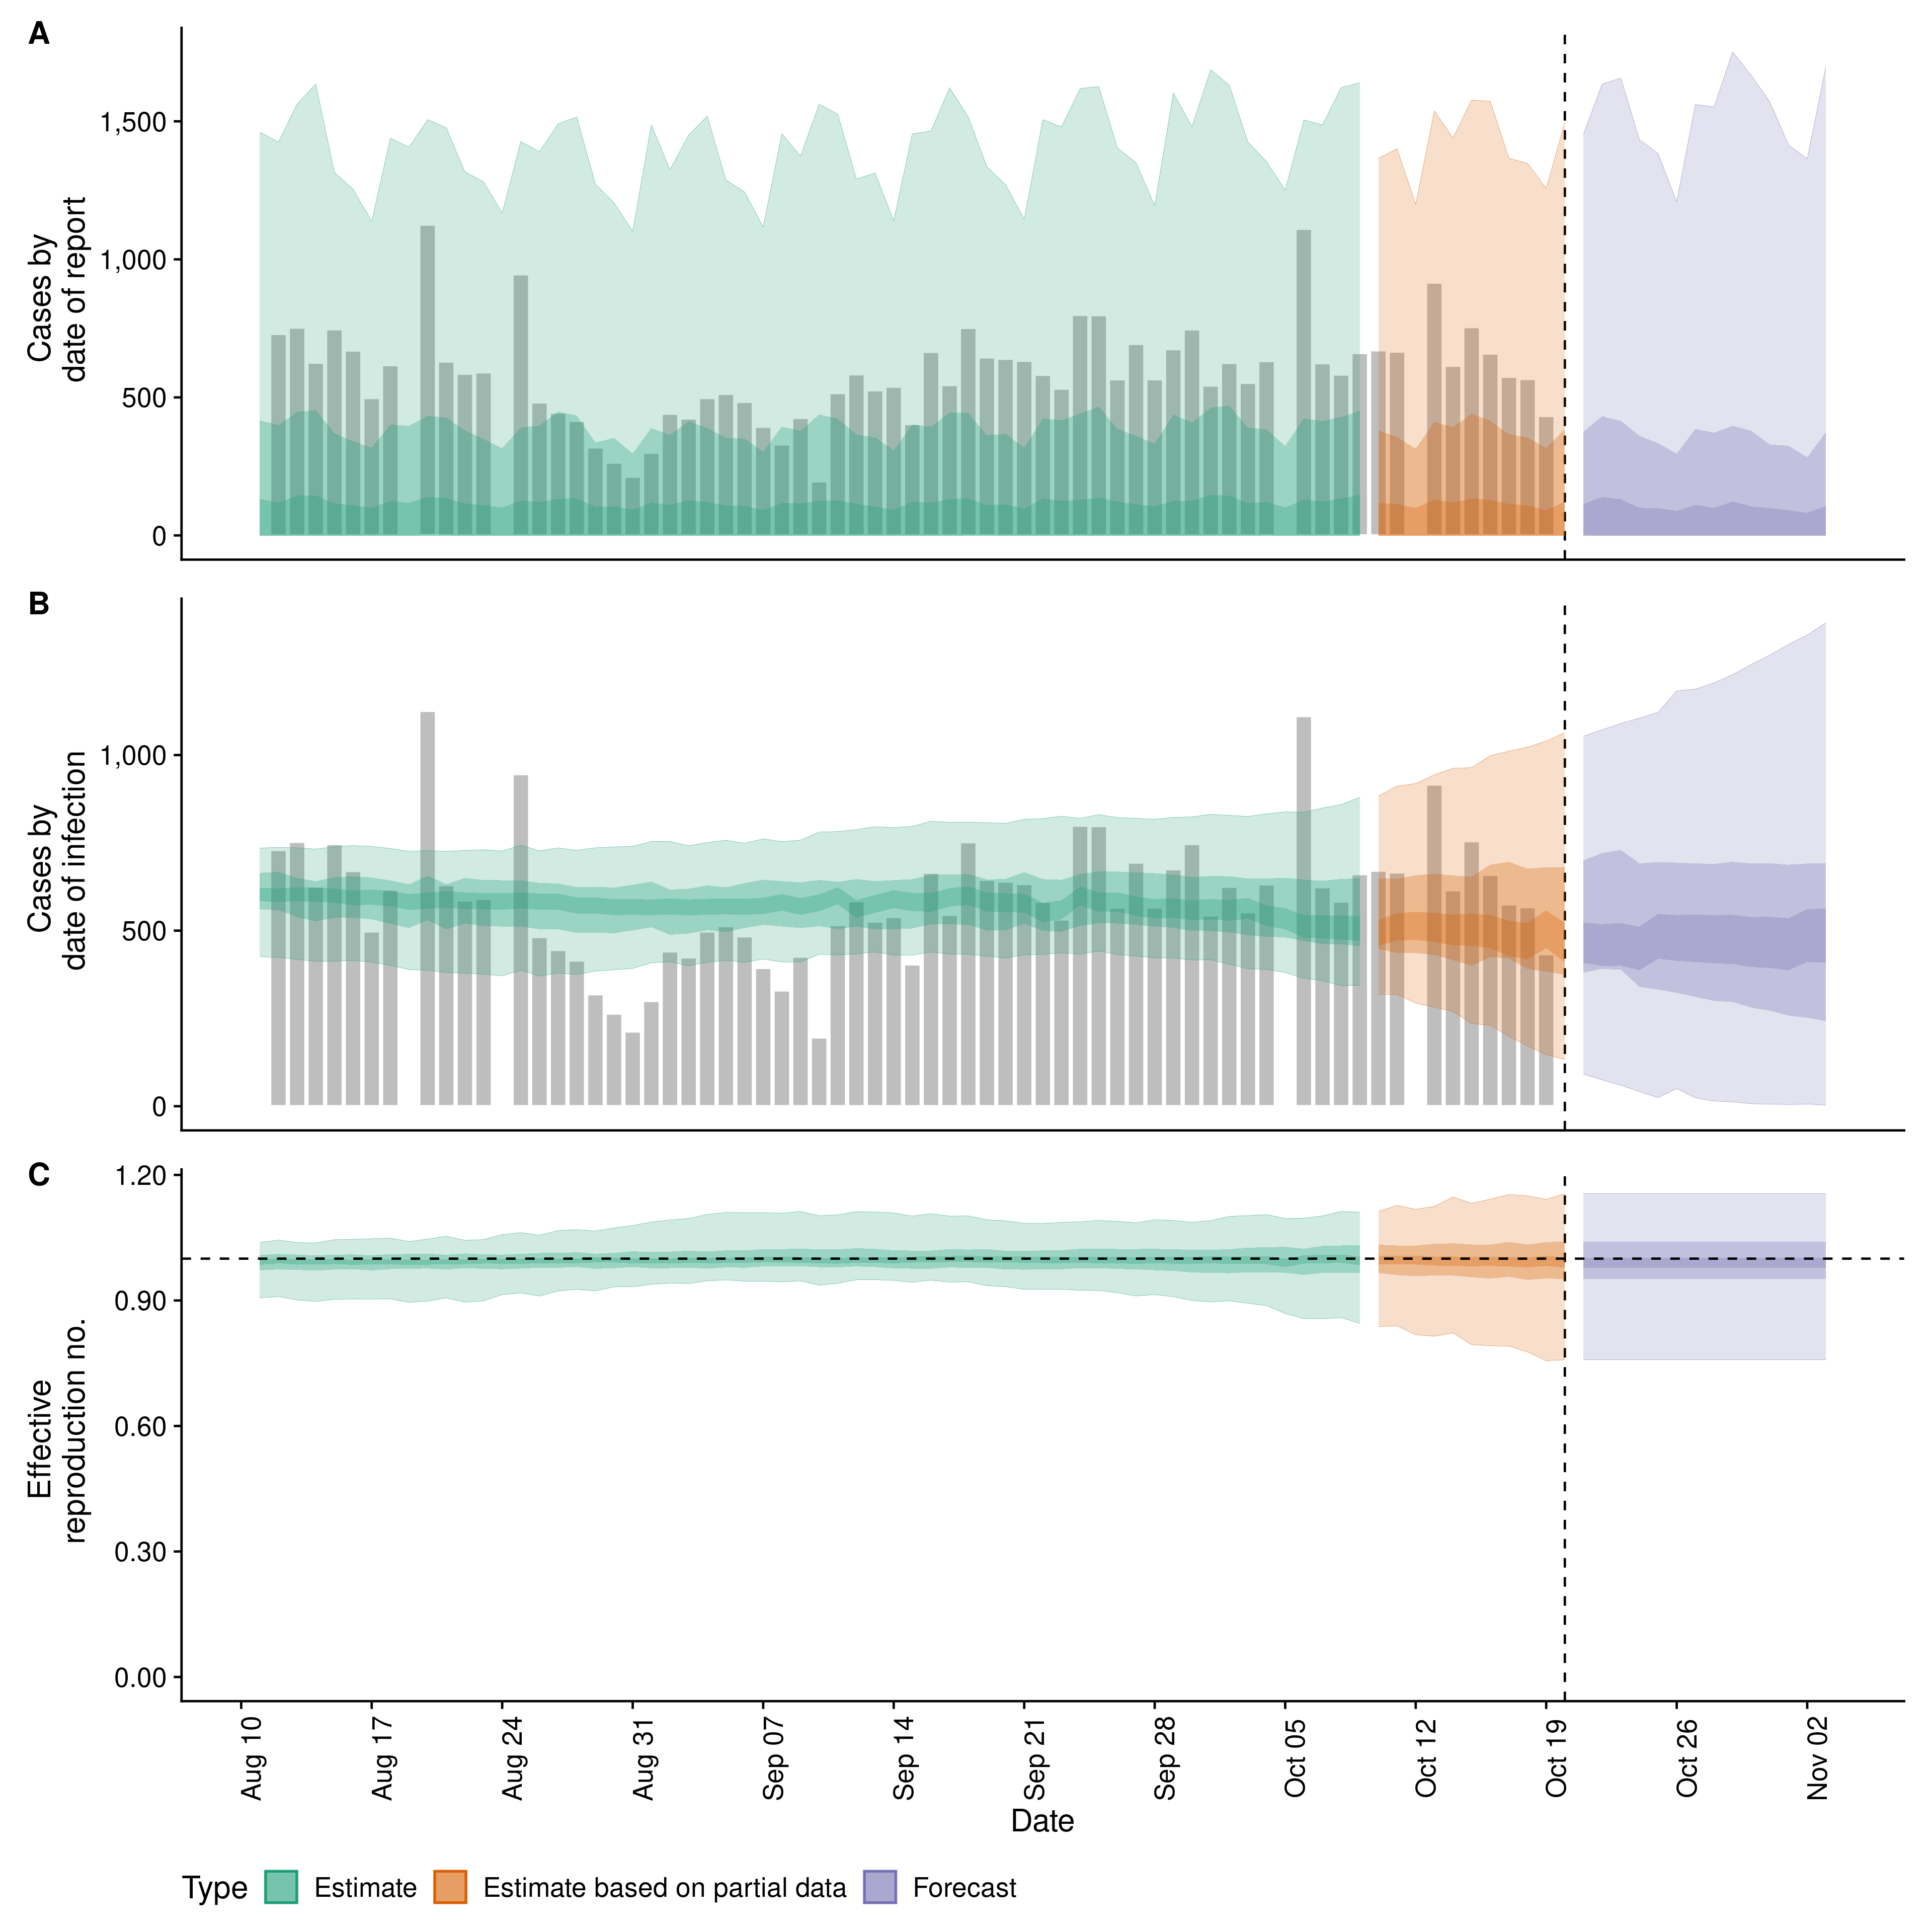 A
Cases by
date of report
1,500
1,000
500
0
B
Cases by
date of infection
1,000
500
0
C
Effective
reproduction no.
1.20
0.90
0.60
0.30
0.00
Aug 10
Aug 17
Aug 24
Aug 31
Sep 07
Sep 14
Sep 21
Sep 28
Oct 05
Oct 12
Oct 19
Oct 26
Nov 02
Date
Type Estimate Estimate based on partial data Forecast